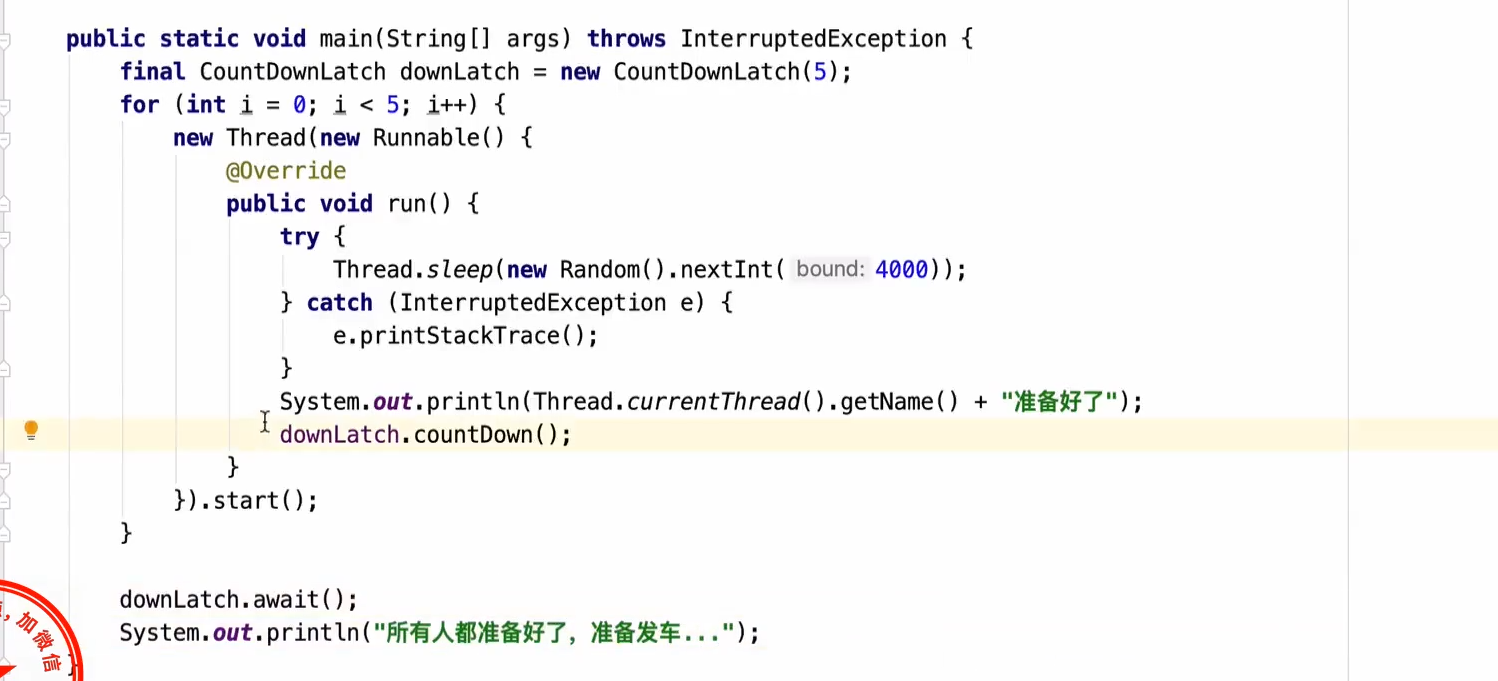 public static void main(String[] args) throws InterruptedException {
final CountDownLatch downLatch = new CountDownLatch(5);
for (int i = 0; i < 5; i++) {
new Thread(new Runnable() {
@Override
public void run() {
try {
Thread.sleep(new Random().nextInt( bound: 4000));
} catch (InterruptedException e) {
e.printStackTrace();
}
System.out.println(Thread.currentThread().getName() + "准备好了");
downLatch.countDown();
}
}).start();
}
downLatch.await();
System.out.println("所有人都准备好了，准备发车...");
}
，加微信